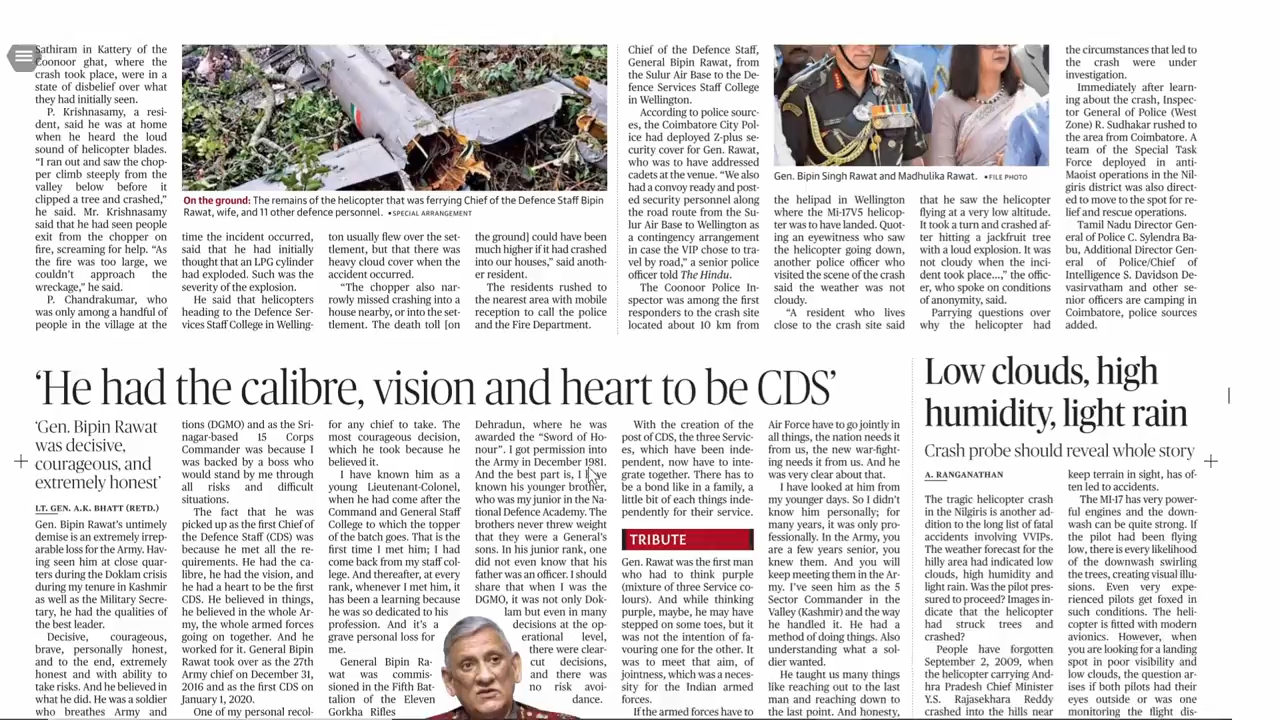 Sathiram in Kattery of the
Coonoor ghat, where the
crash took place, were in a
state of disbelief over what
they had initially seen.
P. Krishnasamy, a resi-
dent, said he was at home
when he heard the loud
sound of helicopter blades.
“I ran out and saw the chop-
per climb steeply from the
valley below before it
clipped a tree and crashed,”
he said. Mr. Krishnasamy
said that he had seen people
exit from the chopper on
fire, screaming for help. “As
the fire was too large, we
couldn’t approach the
wreckage,” he said.
P. Chandrakumar, who
was only among a handful of
people in the village at the
On the ground: The remains of the helicopter that was ferrying Chief of the Defence Staff Bipin
Rawat, wife, and 11 other defence personnel. •SPECIAL ARRANGEMENT
time the incident occurred,
said that he had initially
thought that an LPG cylinder
had exploded. Such was the
severity of the explosion.
He said that helicopters
heading to the Defence Ser-
vices Staff College in Welling-
ton usually flew over the set-
tlement, but that there was
heavy cloud cover when the
accident occurred.
“The chopper also nar-
rowly missed crashing into a
house nearby, or into the set-
tlement. The death toll [on
the ground] could have been
much higher if it had crashed
into our houses,” said anoth-
er resident.
The residents rushed to
the nearest area with mobile
reception to call the police
and the Fire Department.
Chief of the Defence Staff,
General Bipin Rawat, from
the Sulur Air Base to the De-
fence Services Staff College
in Wellington.
According to police sourc-
es, the Coimbatore City Pol-
ice had deployed Z-plus se-
curity cover for Gen. Rawat,
who was to have addressed
cadets at the venue. “We also
had a convoy ready and post-
ed security personnel along
the road route from the Su-
lur Air Base to Wellington as
a contingency arrangement
in case the VIP chose to tra-
vel by road,” a senior police
officer told The Hindu.
The Coonoor Police In-
spector was among the first
responders to the crash site
located about 10 km from
Gen. Bipin Singh Rawat and Madhulika Rawat. •FILE PHOTO
the helipad in Wellington
where the Mi-17V5 helicop-
ter was to have landed. Quot-
ing an eyewitness who saw
the helicopter going down,
another police officer who
visited the scene of the crash
said the weather was not
cloudy.
“A resident who lives
close to the crash site said
that he saw the helicopter
flying at a very low altitude.
It took a turn and crashed af-
ter hitting a jackfruit tree
with a loud explosion. It was
not cloudy when the inci-
dent took place...,” the offic-
er, who spoke on conditions
of anonymity, said.
Parrying questions over
why the helicopter had
the circumstances that led to
the crash were under
investigation.
Immediately after learn-
ing about the crash, Inspec-
tor General of Police (West
Zone) R. Sudhakar rushed to
the area from Coimbatore. A
team of the Special Task
Force deployed in anti-
Maoist operations in the Nil-
giris district was also direct-
ed to move to the spot for re-
lief and rescue operations.
Tamil Nadu Director Gen-
eral of Police C. Sylendra Ba-
bu, Additional Director Gen-
eral of Police/Chief of
Intelligence S. Davidson De-
vasirvatham and other se-
nior officers are camping in
Coimbatore, police sources
added.
‘He had the calibre, vision and heart to be CDS’
‘Gen. Bipin Rawat
was decisive,
courageous, and
extremely honest’
LT. GEN. A.K. BHATT (RETD.)
Gen. Bipin Rawat’s untimely
demise is an extremely irrep-
arable loss for the Army. Hav-
ing seen him at close quar-
ters during the Doklam crisis
during my tenure in Kashmir
as well as the Military Secre-
tary, he had the qualities of
the best leader.
Decisive, courageous,
brave, personally honest,
and to the end, extremely
honest and with ability to
take risks. And he believed in
what he did. He was a soldier
who breathes Army and
tions (DGMO) and as the Sri-
nagar-based 15 Corps
Commander was because I
was backed by a boss who
would stand by me through
all risks and difficult
situations.
The fact that he was
picked up as the first Chief of
the Defence Staff (CDS) was
because he met all the re-
quirements. He had the ca-
libre, he had the vision, and
he had a heart to be the first
CDS. He believed in things,
he believed in the whole Ar-
my, the whole armed forces
going on together. And he
worked for it. General Bipin
Rawat took over as the 27th
Army chief on December 31,
2016 and as the first CDS on
January 1, 2020.
One of my personal recol-
for any chief to take. The
most courageous decision,
which he took because he
believed it.
I have known him as a
young Lieutenant-Colonel,
when he had come after the
Command and General Staff
College to which the topper
of the batch goes. That is the
first time I met him; I had
come back from my staff col-
lege. And thereafter, at every
rank, whenever I met him, it
has been a learning because
he was so dedicated to his
profession. And it’s a
grave personal loss for
me.
General Bipin Ra-
wat was commis-
sioned in the Fifth Bat-
talion of the Eleven
Gorkha Rifles
Dehradun, where he was
awarded the “Sword of Ho-
nour”. I got permission into
the Army in December 1981.
And the best part is, I have
known his younger brother,
who was my junior in the Na-
tional Defence Academy. The
brothers never threw weight
that they were a General’s
sons. In his junior rank, one
did not even know that his
father was an officer. I should
share that when I was the
DGMO, it was not only Dok-
lam but even in many
decisions at the op-
erational level,
there were clear-
cut decisions,
and there was
no risk avoi-
dance.
With the creation of the
post of CDS, the three Servic-
es, which have been inde-
pendent, now have to inte-
grate together. There has to
be a bond like in a family, a
little bit of each things inde-
pendently for their service.
TRIBUTE
Gen. Rawat was the first man
who had to think purple
(mixture of three Service co-
lours). And while thinking
purple, maybe, he may have
stepped on some toes, but it
was not the intention of fa-
vouring one for the other. It
was to meet that aim, of
jointness, which was a neces-
sity for the Indian armed
forces.
If the armed forces have to
Air Force have to go jointly in
all things, the nation needs it
from us, the new war-fight-
ing needs it from us. And he
was very clear about that.
I have looked at him from
my younger days. So I didn’t
know him personally; for
many years, it was only pro-
fessionally. In the Army, you
are a few years senior, you
knew them. And you will
keep meeting them in the Ar-
my. I’ve seen him as the 5
Sector Commander in the
Valley (Kashmir) and the way
he handled it. He had a
method of doing things. Also
understanding what a sol-
dier wanted.
He taught us many things
like reaching out to the last
man and reaching down to
the last point. And honesty,
Low clouds, high
humidity, light rain
Crash probe should reveal whole story
A. RANGANATHAN
The tragic helicopter crash
in the Nilgiris is another ad-
dition to the long list of fatal
accidents involving VVIPs.
The weather forecast for the
hilly area had indicated low
clouds, high humidity and
light rain. Was the pilot pres-
sured to proceed? Images in-
dicate that the helicopter
had struck trees and
crashed?
People have forgotten
September 2, 2009, when
the helicopter carrying And-
hra Pradesh Chief Minister
Y.S. Rajasekhara Reddy
crashed into the hills near
keep terrain in sight, has of-
ten led to accidents.
The MI-17 has very power-
ful engines and the down-
wash can be quite strong. If
the pilot had been flying
low, there is every likelihood
of the downwash swirling
the trees, creating visual illu-
sions. Even very expe-
rienced pilots get foxed in
such conditions. The heli-
copter is fitted with modern
avionics. However, when
you are looking for a landing
spot in poor visibility and
low clouds, the question ar-
ises if both pilots had their
eyes outside or was one
monitoring the flight dis-